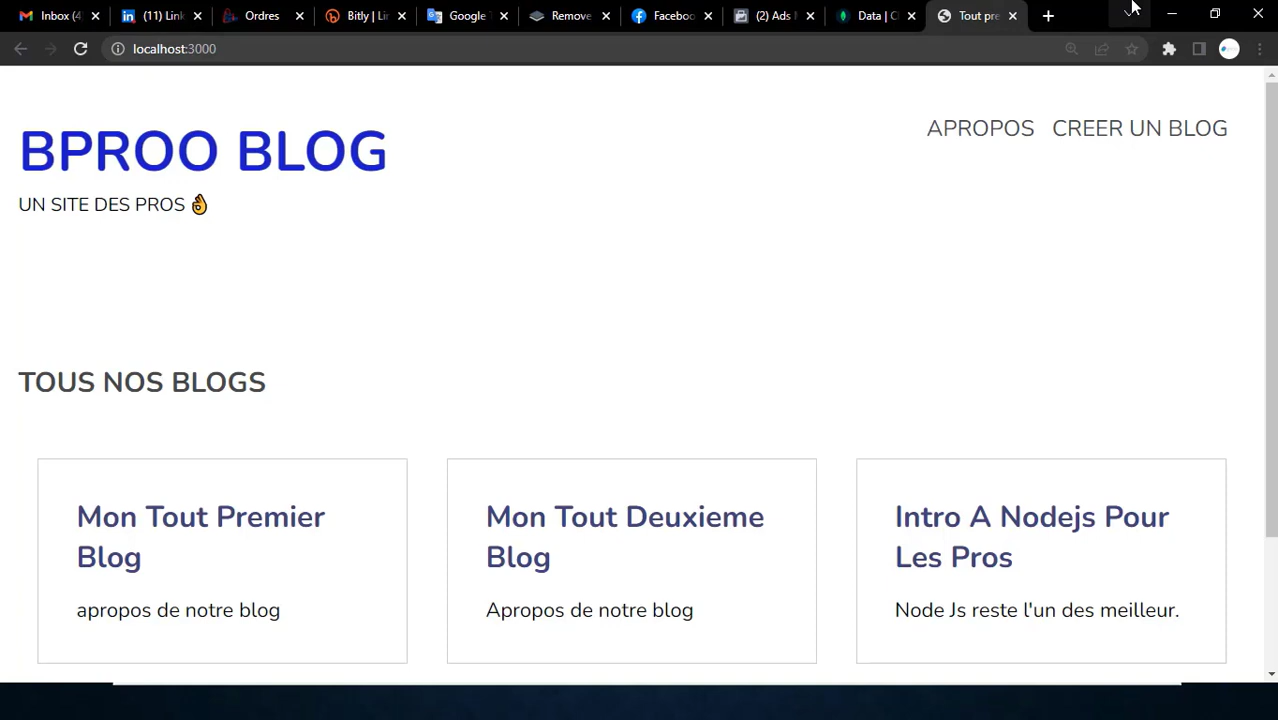 Inbox (4
(11) Link
Ordres
Bitly | Lin
Google T
Remove
Faceboo
(2) Ads M
Data | C
Tout pre
localhost:3000
BPROO BLOG
APROPOS
CREER UN BLOG
UN SITE DES PROS 👌
TOUS NOS BLOGS
Mon Tout Premier
Blog
apropos de notre blog
Mon Tout Deuxieme
Blog
Apropos de notre blog
Intro A Nodejs Pour
Les Pros
Node Js reste l'un des meilleur.